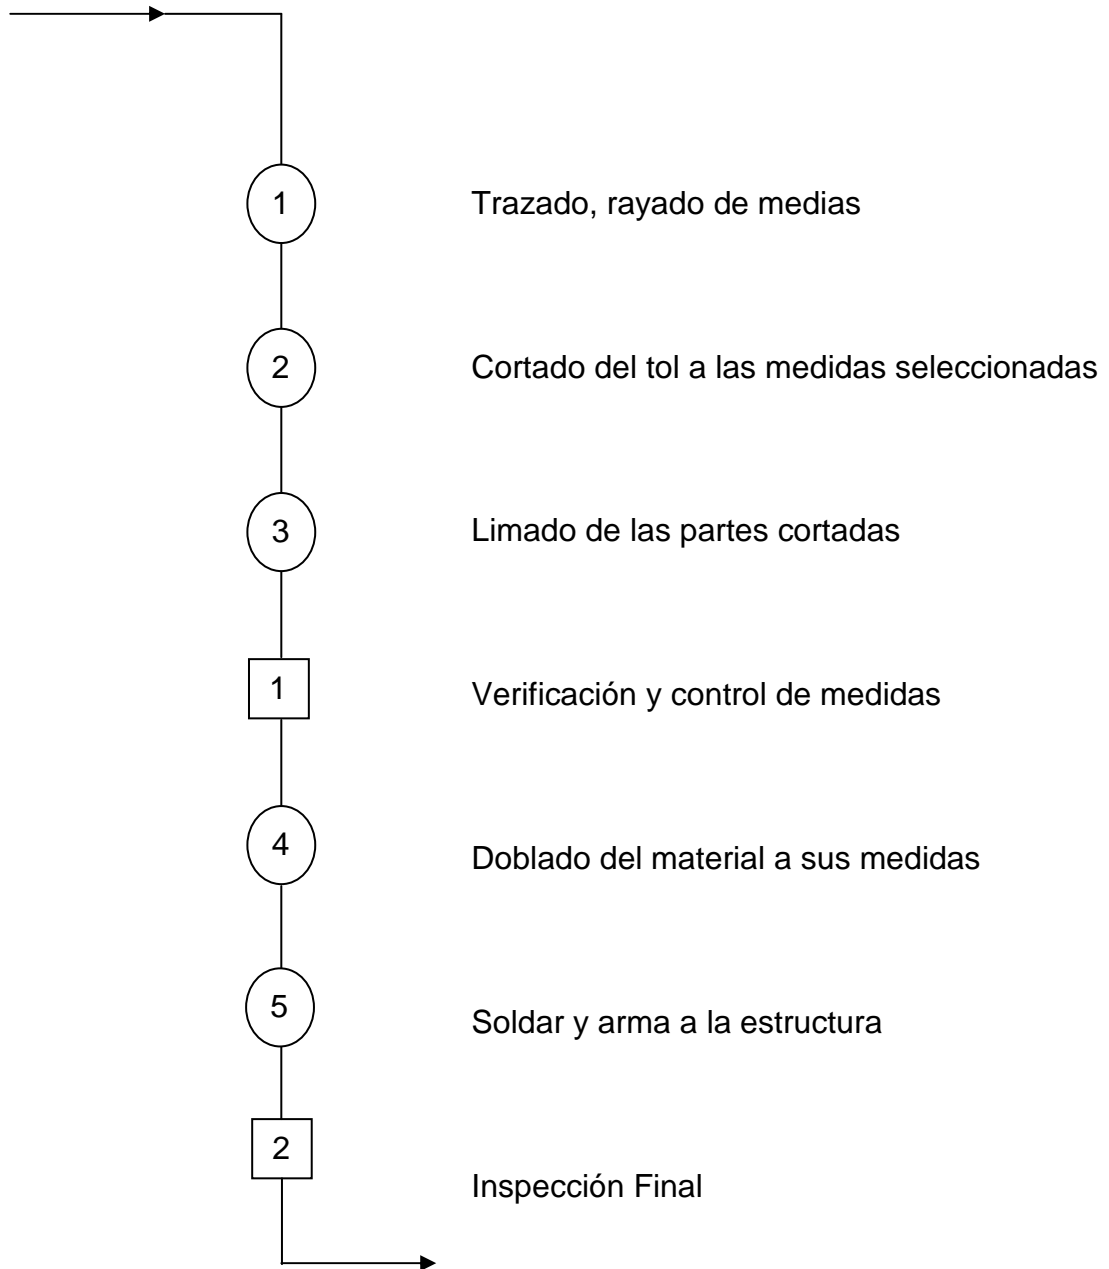 1 Trazado, rayado de medias
2 Cortado del tol a las medidas seleccionadas
3 Limado de las partes cortadas
1 Verificación y control de medidas
4 Doblado del material a sus medidas
5 Soldar y arma a la estructura
2 Inspección Final